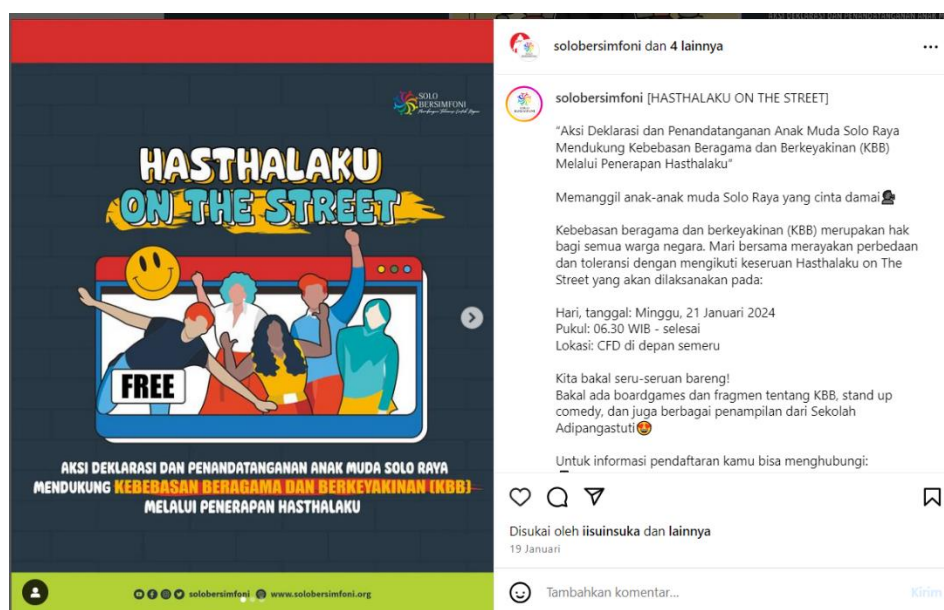 SOLO
BERSIMFONI
HASTHALAKU
ON THE STREET
FREE
AKSI DEKLARASI DAN PENANDATANGANAN ANAK MUDA SOLO RAYA
MENDUKUNG KEBEBASAN BERAGAMA DAN BERKEYAKINAN (KBB)
MELALUI PENERAPAN HASTHALAKU
solobersimfoni www.solobersimfoni.org
solobersimfoni dan 4 lainnya
solobersimfoni [HASTHALAKU ON THE STREET]
“Aksi Deklarasi dan Penandatanganan Anak Muda Solo Raya
Mendukung Kebebasan Beragama dan Berkeyakinan (KBB)
Melalui Penerapan Hasthalaku”
Memanggil anak-anak muda Solo Raya yang cinta damai
Kebebasan beragama dan berkeyakinan (KBB) merupakan hak
bagi semua warga negara. Mari bersama merayakan perbedaan
dan toleransi dengan mengikuti keseruan Hasthalaku on The
Street yang akan dilaksanakan pada:
Hari, tanggal: Minggu, 21 Januari 2024
Pukul: 06.30 WIB - selesai
Lokasi: CFD di depan semeru
Kita bakal seru-seruan bareng!
Bakal ada boardgames dan fragmen tentang KBB, stand up
comedy, dan juga berbagai penampilan dari Sekolah
Adipangastuti😍
Untuk informasi pendaftaran kamu bisa menghubungi:
Disukai oleh iisuinsuka dan lainnya
19 Januari
Tambahkan komentar...
Kirim